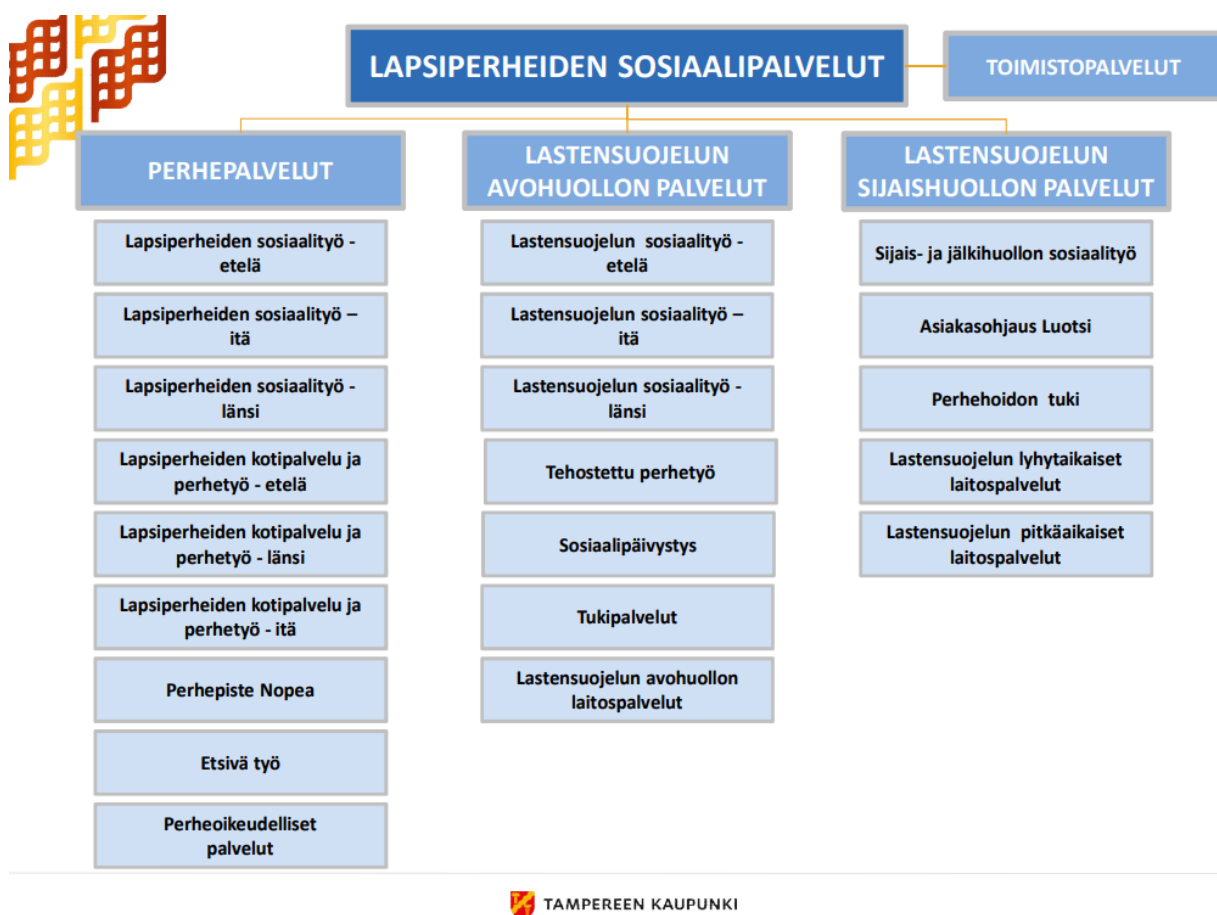 LAPSIPERHEIDEN SOSIAALIPALVELUT
TOIMISTOPALVELUT
PERHEPALVELUT
Lapsiperheiden sosiaalityö -
etelä
Lapsiperheiden sosiaalityö –
itä
Lapsiperheiden sosiaalityö -
länsi
Lapsiperheiden kotipalvelu ja
perhetyö - etelä
Lapsiperheiden kotipalvelu ja
perhetyö - länsi
Lapsiperheiden kotipalvelu ja
perhetyö - itä
Perhepiste Nopea
Etsivä työ
Perheoikeudelliset
palvelut
LASTENSUOJELUN
AVOHUOLLON PALVELUT
Lastensuojelun sosiaalityö -
etelä
Lastensuojelun sosiaalityö –
itä
Lastensuojelun sosiaalityö -
länsi
Tehostettu perhetyö
Sosiaalipäivystys
Tukipalvelut
Lastensuojelun avohuollon
laitospalvelut
LASTENSUOJELUN
SIJAISHUOLLON PALVELUT
Sijais- ja jälkihuollon sosiaalityö
Asiakasohjaus Luotsi
Perhehoidon tuki
Lastensuojelun lyhytaikaiset
laitospalvelut
Lastensuojelun pitkäaikaiset
laitospalvelut
TAMPEREEN KAUPUNKI